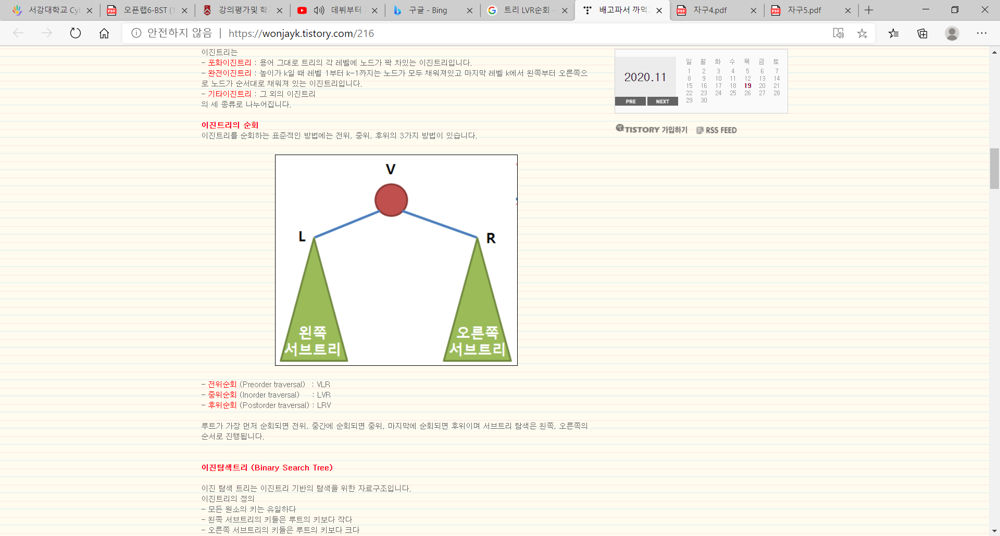 서강대학교 Cy
오픈랩6-BST (1
강의평가및 학
데뷔부터
구글 - Bing
트리 LVR순회 -
배고파서 까먹
자구4.pdf
자구5.pdf
안전하지 않음 | https://wonjayk.tistory.com/216
이진트리는
- 포화이진트리 : 용어 그대로 트리의 각 레벨에 노드가 꽉 차있는 이진트리입니다.
- 완전이진트리 : 높이가 k일 때 레벨 1부터 k-1까지는 노드가 모두 채워져있고 마지막 레벨 k에서 왼쪽부터 오른쪽으
로 노드가 순서대로 채워져 있는 이진트리입니다.
- 기타이진트리 : 그 외의 이진트리
의 세 종류로 나누어집니다.
이진트리의 순회
이진트리를 순회하는 표준적인 방법에는 전위, 중위, 후위의 3가지 방법이 있습니다.
V
L
R
왼쪽
서브트리
오른쪽
서브트리
- 전위순회 (Preorder traversal) : VLR
- 중위순회 (Inorder traversal) : LVR
- 후위순회 (Postorder traversal) : LRV
루트가 가장 먼저 순회되면 전위, 중간에 순회되면 중위, 마지막에 순회되면 후위이며 서브트리 탐색은 왼쪽, 오른쪽의
순서로 진행됩니다.
이진탐색트리 (Binary Search Tree)
이진 탐색 트리는 이진트리 기반의 탐색을 위한 자료구조입니다.
이진트리의 정의
- 모든 원소의 키는 유일하다
- 왼쪽 서브트리의 키들은 루트의 키보다 작다
- 오른쪽 서브트리의 키들은 루트의 키보다 크다
2020.11
PRE NEXT
일 월 화 수 목 금 토
1 2 3 4 5 6 7
8 9 10 11 12 13 14
15 16 17 18 19 20 21
22 23 24 25 26 27 28
29 30
TISTORY 가입하기 RSS FEED